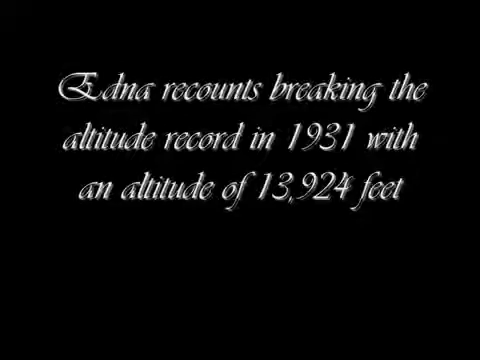 Edna recounts breaking the
altitude record in 1931 with
an altitude of 13,924 feet